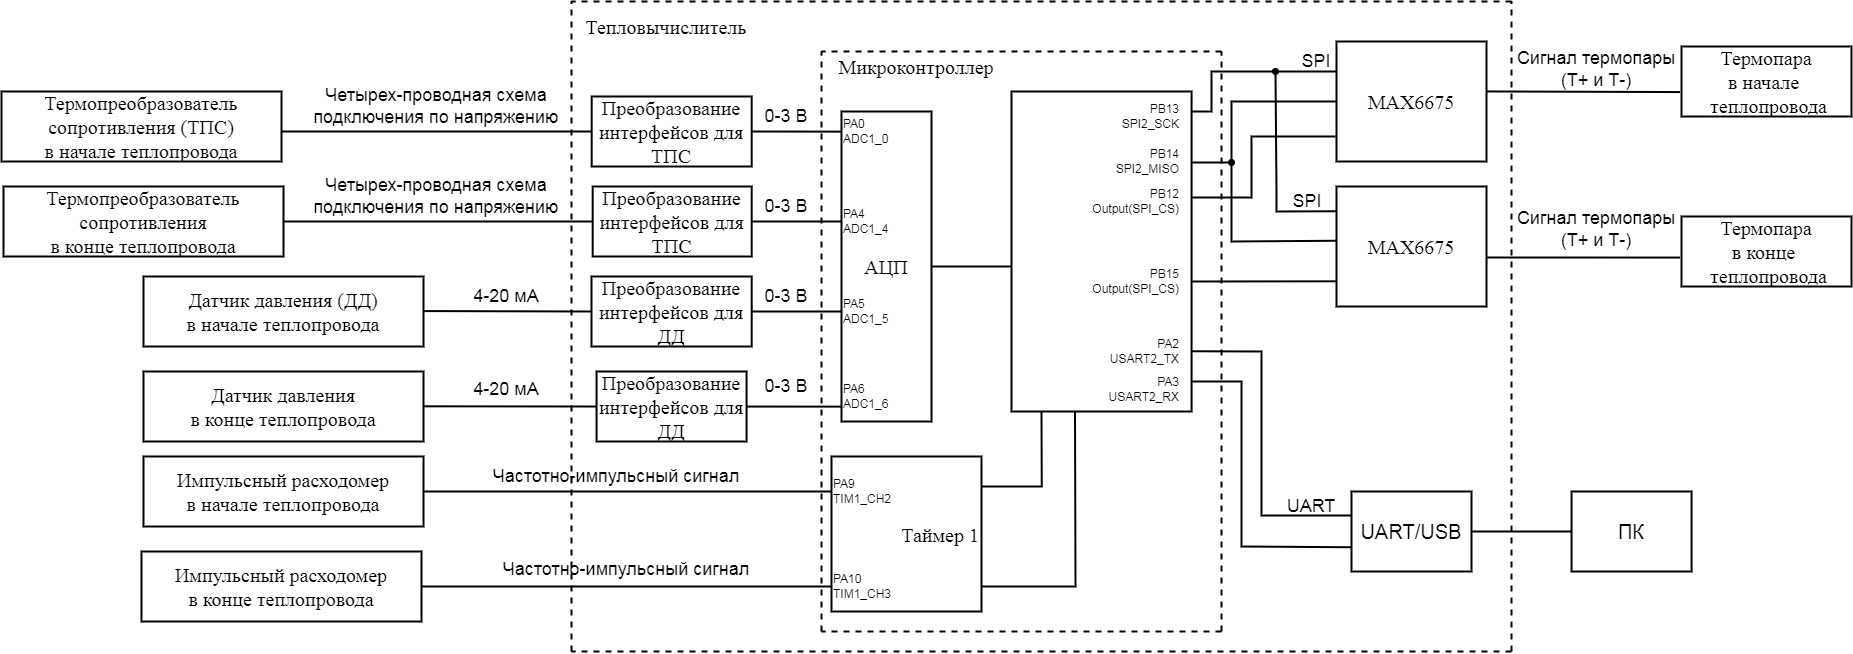 Тепловычислитель
Микроконтроллер
Термопреобразователь
сопротивления (ТПС)
в начале теплопровода
Четырех-проводная схема
подключения по напряжению
Преобразование
интерфейсов для
ТПС
0-3 В
PA0
ADC1_0
Термопреобразователь
сопротивления
в конце теплопровода
Четырех-проводная схема
подключения по напряжению
Преобразование
интерфейсов для
ТПС
0-3 В
PA4
ADC1_4
АЦП
Датчик давления (ДД)
в начале теплопровода
4-20 мА
Преобразование
интерфейсов для
ДД
0-3 В
PA5
ADC1_5
Датчик давления
в конце теплопровода
4-20 мА
Преобразование
интерфейсов для
ДД
0-3 В
PA6
ADC1_6
Импульсный расходомер
в начале теплопровода
Частотно-импульсный сигнал
PA9
TIM1_CH2
Таймер 1
Импульсный расходомер
в конце теплопровода
Частотно-импульсный сигнал
PA10
TIM1_CH3
PB13
SPI2_SCK
PB14
SPI2_MISO
PB12
Output(SPI_CS)
PB15
Output(SPI_CS)
PA2
USART2_TX
PA3
USART2_RX
SPI
MAX6675
Сигнал термопары
(Т+ и Т-)
Термопара
в начале
теплопровода
SPI
MAX6675
Сигнал термопары
(Т+ и Т-)
Термопара
в конце
теплопровода
UART
UART/USB
ПК